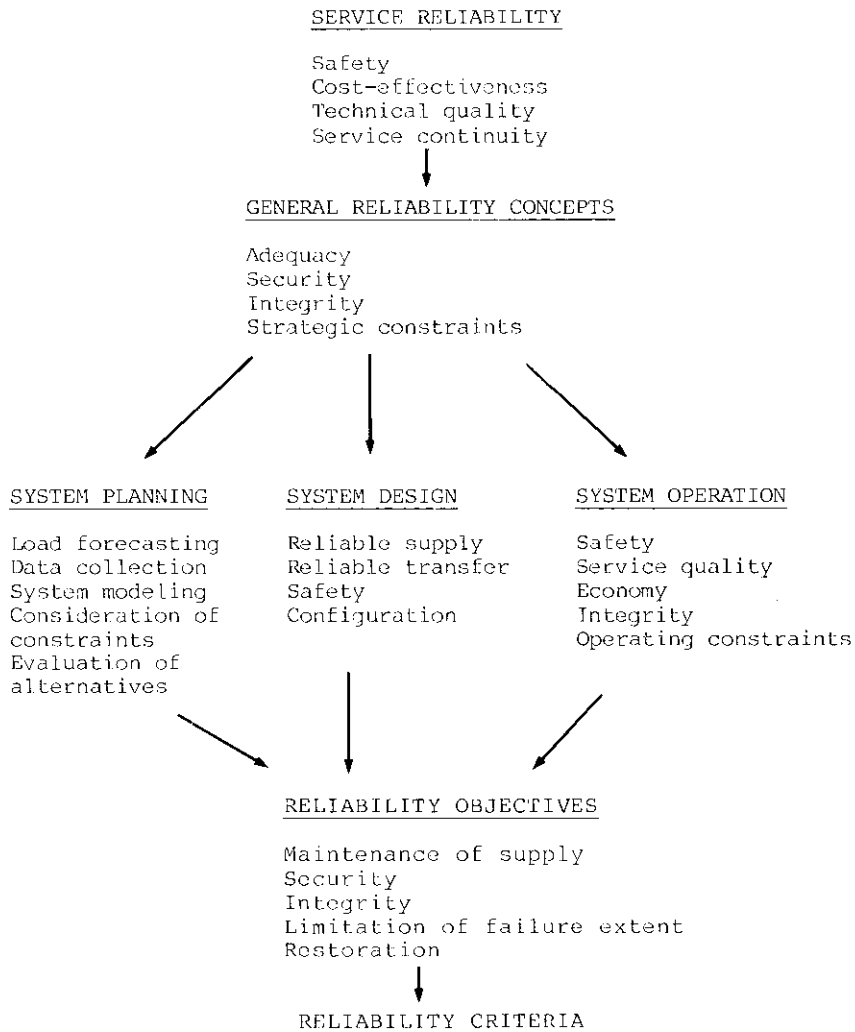 SERVICE RELIABILITY
Safety
Cost-effectiveness
Technical quality
Service continuity
GENERAL RELIABILITY CONCEPTS
Adequacy
Security
Integrity
Strategic constraints
SYSTEM PLANNING
Load forecasting
Data collection
System modeling
Consideration of
constraints
Evaluation of
alternatives
SYSTEM DESIGN
Reliable supply
Reliable transfer
Safety
Configuration
SYSTEM OPERATION
Safety
Service quality
Economy
Integrity
Operating constraints
RELIABILITY OBJECTIVES
Maintenance of supply
Security
Integrity
Limitation of failure extent
Restoration
RELIABILITY CRITERIA